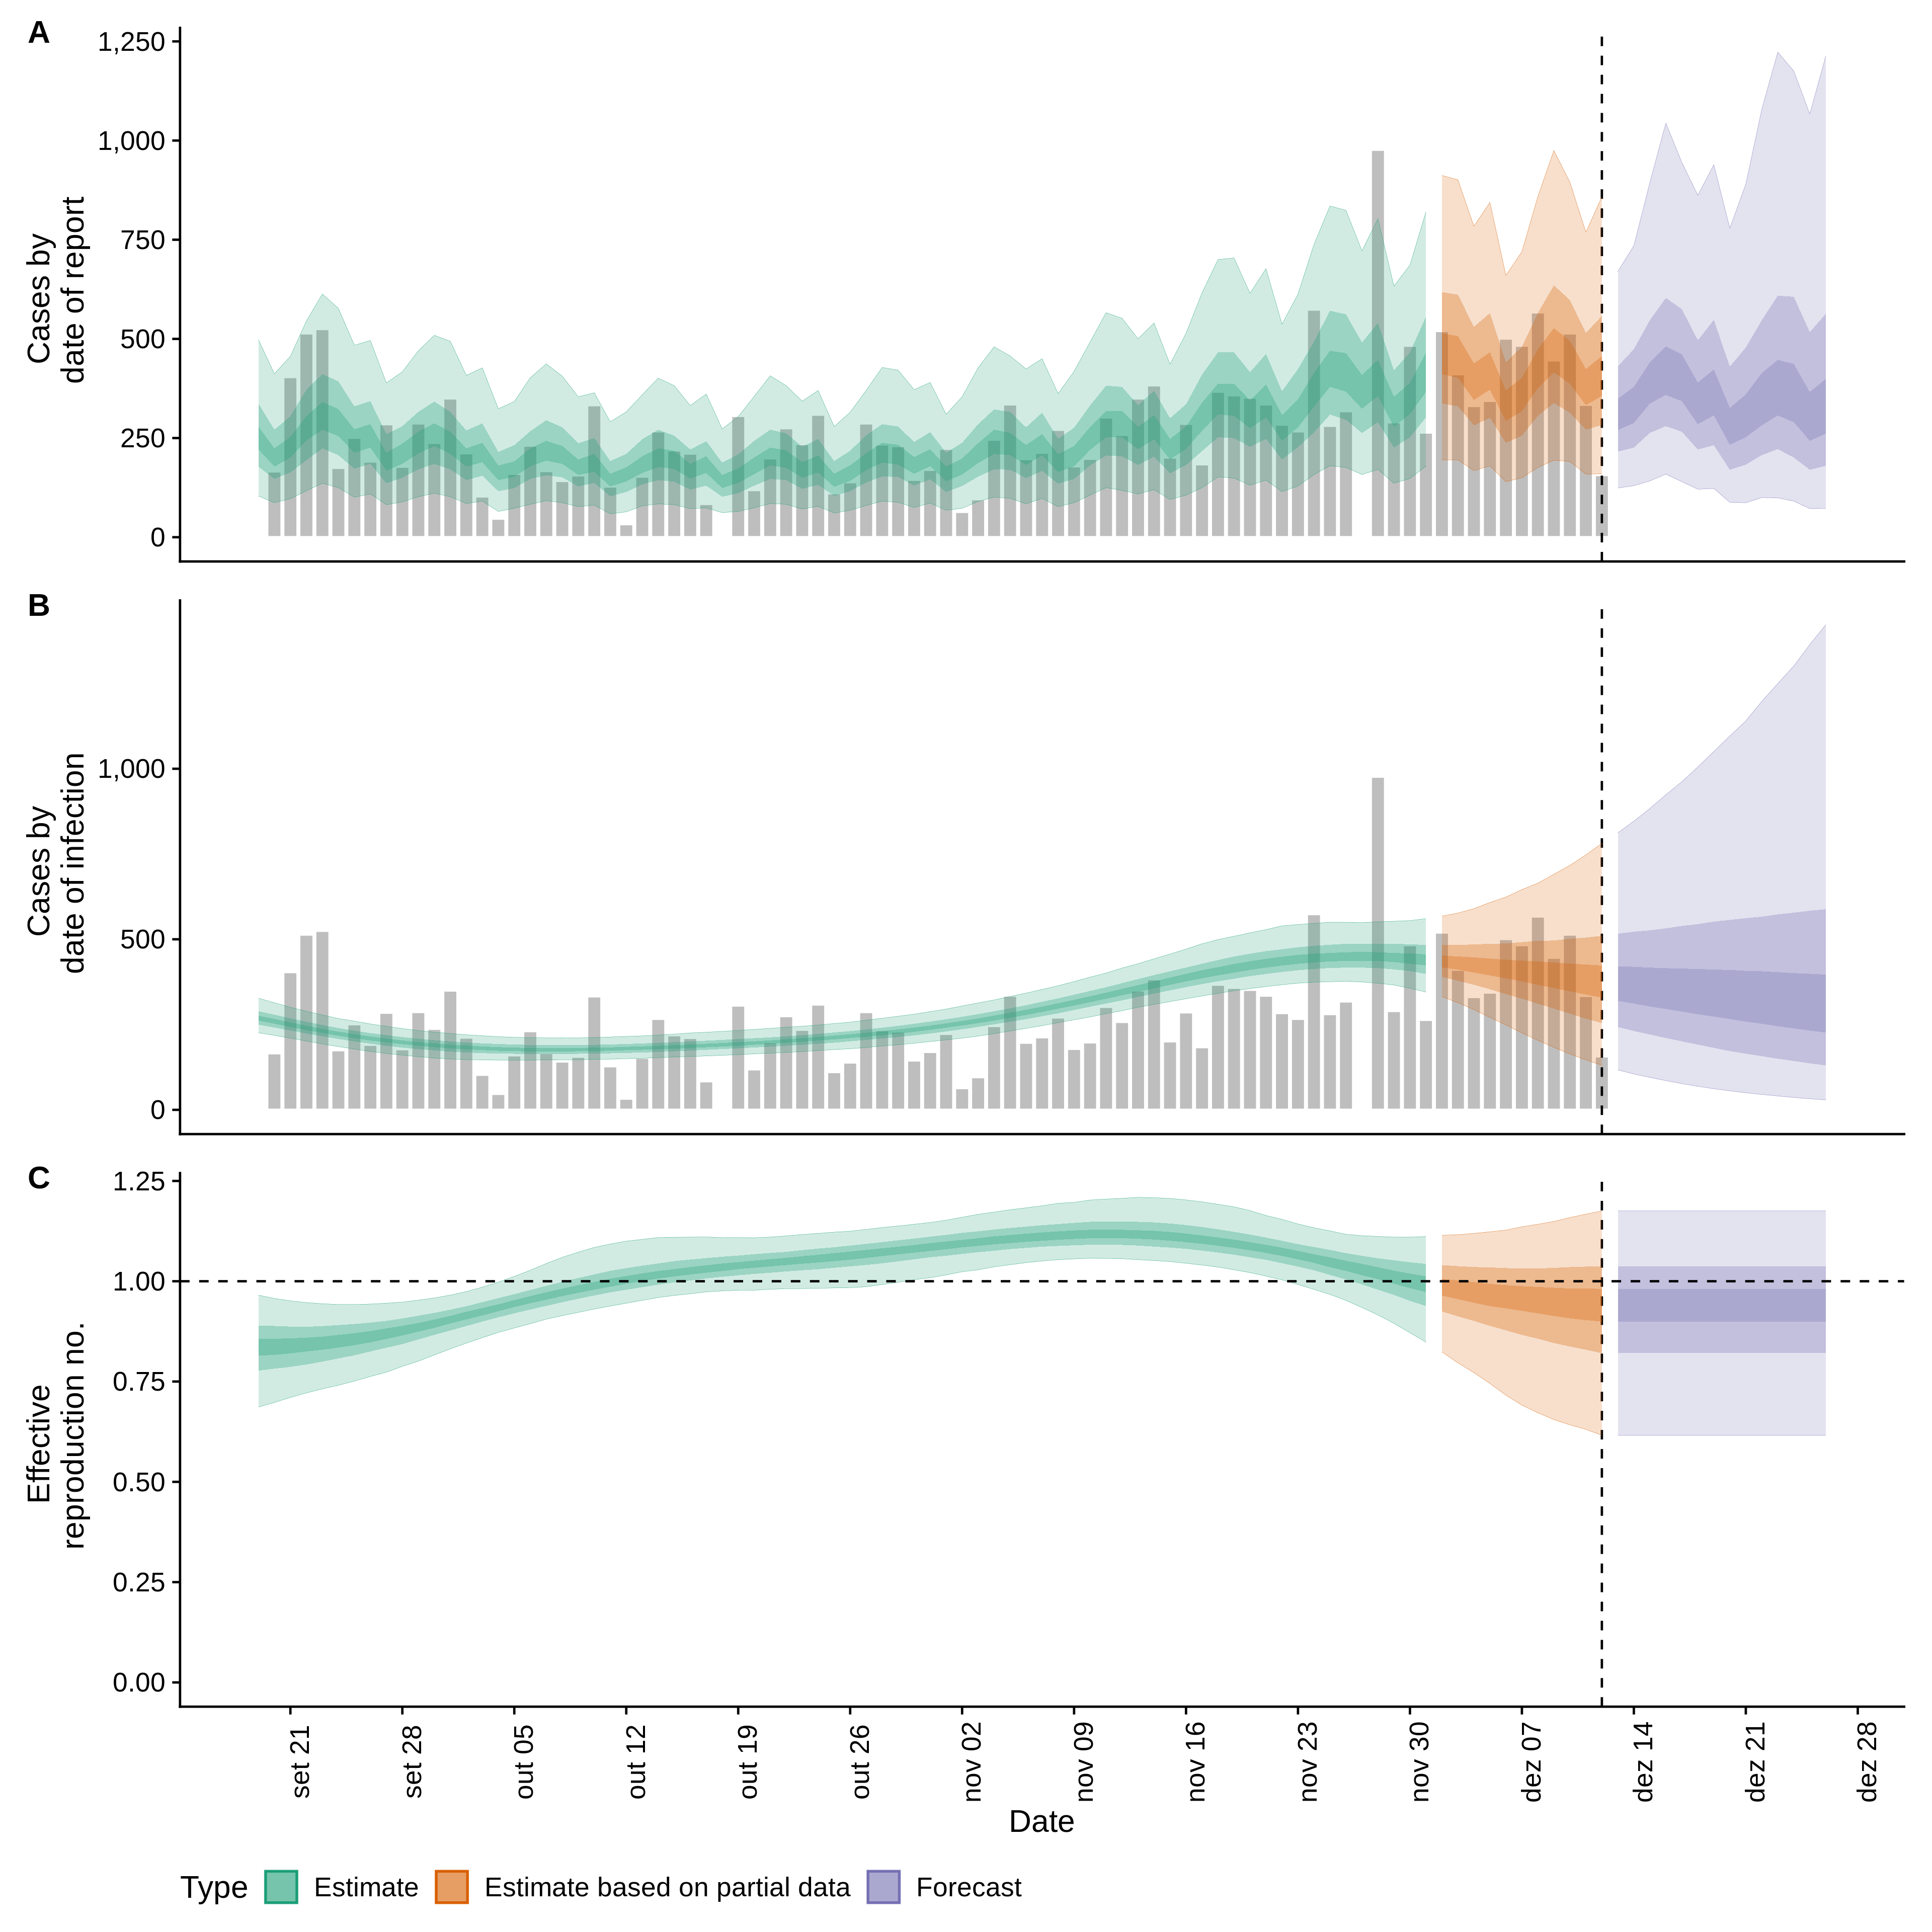 A
1,250
1,000
750
500
250
0
Cases by
date of report
B
1,000
500
0
Cases by
date of infection
C
1.25
1.00
0.75
0.50
0.25
0.00
Effective
reproduction no.
set 21
set 28
out 05
out 12
out 19
out 26
nov 02
nov 09
nov 16
nov 23
nov 30
dez 07
dez 14
dez 21
dez 28
Date
Type Estimate Estimate based on partial data Forecast